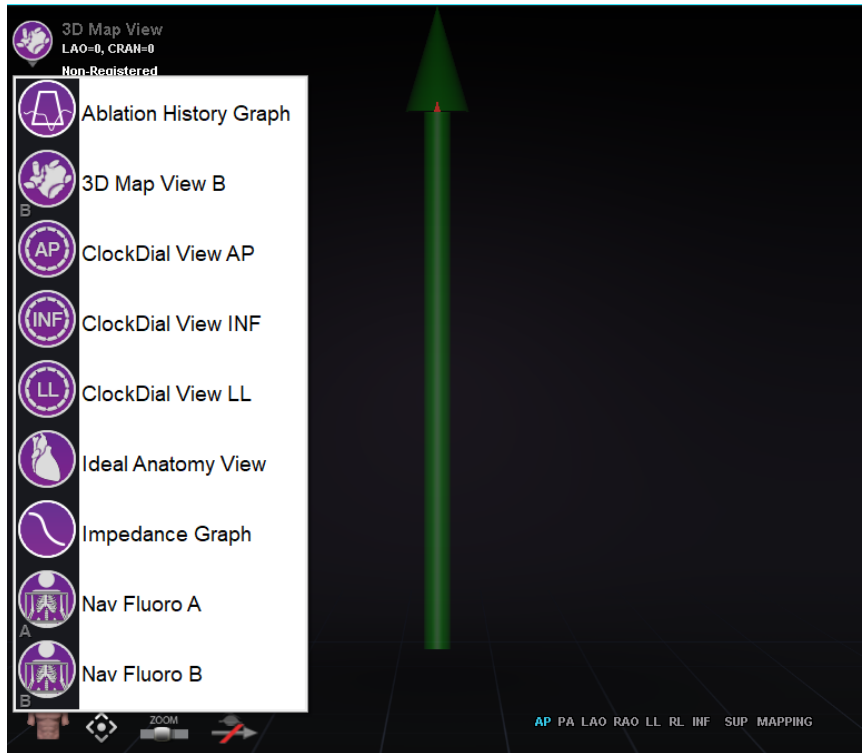 3D Map View
LAO=0, CRAN=0
Non-Registered
Ablation History Graph
B
3D Map View B
AP
ClockDial View AP
INF
ClockDial View INF
LL
ClockDial View LL
Ideal Anatomy View
Impedance Graph
A
Nav Fluoro A
B
Nav Fluoro B
ZOOM
AP PA LAO RAO LL RL INF SUP MAPPING